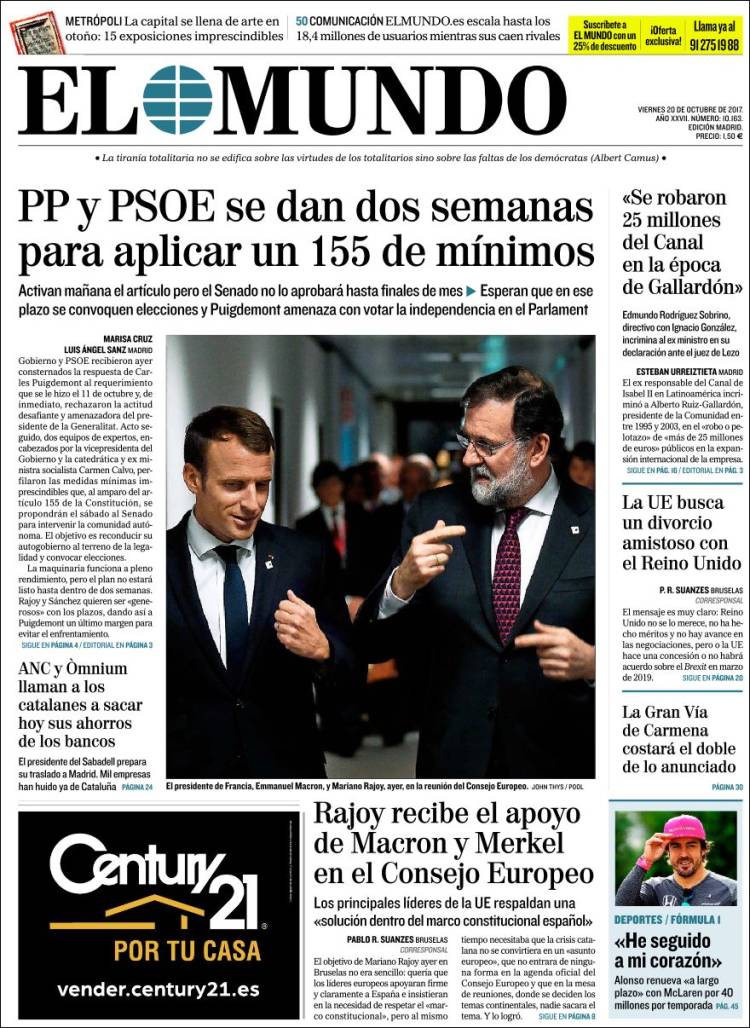 METRÓPOLI La capital se llena de arte en
otoño: 15 exposiciones imprescindibles
50 COMUNICACIÓN ELMUNDO.es escala hasta los
18,4 millones de usuarios mientras sus caen rivales
Suscríbete a
EL MUNDO con un
25% de descuento
¡Oferta
exclusiva!
Llama ya al
91 275 19 88
EL MUNDO
VIERNES 20 DE OCTUBRE DE 2017.
AÑO XXVII. NÚMERO: 10.163.
EDICIÓN MADRID.
PRECIO: 1,50 €
• La tiranía totalitaria no se edifica sobre las virtudes de los totalitarios sino sobre las faltas de los demócratas (Albert Camus) •
PP y PSOE se dan dos semanas
para aplicar un 155 de mínimos
Activan mañana el artículo pero el Senado no lo aprobará hasta finales de mes ▶ Esperan que en ese
plazo se convoquen elecciones y Puigdemont amenaza con votar la independencia en el Parlament
MARISA CRUZ
LUIS ÁNGEL SANZ MADRID
Gobierno y PSOE recibieron ayer
consternados la respuesta de Car-
les Puigdemont al requerimiento
que se le hizo el 11 de octubre y, de
inmediato, rechazaron la actitud
desafiante y amenazadora del pre-
sidente de la Generalitat. Acto se-
guido, dos equipos de expertos, en-
cabezados por la vicepresidenta del
Gobierno y la catedrática y ex mi-
nistra socialista Carmen Calvo, per-
filaron las medidas mínimas im-
prescindibles que, al amparo del ar-
tículo 155 de la Constitución, se
propondrán el sábado al Senado
para intervenir la comunidad autó-
noma. El objetivo es reconducir su
autogobierno al terreno de la lega-
lidad y convocar elecciones.
La maquinaria funciona a pleno
rendimiento, pero el plan no estará
listo hasta dentro de dos semanas.
Rajoy y Sánchez quieren ser «gene-
rosos» con los plazos, dando así a
Puigdemont un último margen para
evitar el enfrentamiento.
SIGUE EN PÁGINA 4 / EDITORIAL EN PÁGINA 3
ANC y Òmnium
llaman a los
catalanes a sacar
hoy sus ahorros
de los bancos
El presidente del Sabadell prepara
su traslado a Madrid. Mil empresas
han huido ya de Cataluña PÁGINA 24
El presidente de Francia, Emmanuel Macron, y Mariano Rajoy, ayer, en la reunión del Consejo Europeo. JOHN THYS / POOL
«Se robaron
25 millones
del Canal
en la época
de Gallardón»
Edmundo Rodríguez Sobrino,
directivo con Ignacio González,
incrimina al ex ministro en su
declaración ante el juez de Lezo
ESTEBAN URREIZTIETA MADRID
El ex responsable del Canal de
Isabel II en Latinoamérica incri-
minó a Alberto Ruiz-Gallardón,
presidente de la Comunidad entre
1995 y 2003, en el «robo o pe-
lotazo» de «más de 25 millones
de euros» públicos en la expan-
sión internacional de la empresa.
SIGUE EN PÁG. 16 / EDITORIAL EN PÁG. 3
La UE busca
un divorcio
amistoso con
el Reino Unido
P. R. SUANZES BRUSELAS
CORRESPONSAL
El mensaje es muy claro: Reino
Unido no se lo merece, no ha he-
cho méritos y no hay avance en
las negociaciones, pero o la UE
hace una concesión o no habrá
acuerdo sobre el Brexit en marzo
de 2019. SIGUE EN PÁGINA 28
La Gran Vía
de Carmena
costará el doble
de lo anunciado
PÁGINA 30
Century 21
POR TU CASA
vender.century21.es
Rajoy recibe el apoyo
de Macron y Merkel
en el Consejo Europeo
Los principales líderes de la UE respaldan una
«solución dentro del marco constitucional español»
PABLO R. SUANZES BRUSELAS
CORRESPONSAL
El objetivo de Mariano Rajoy ayer en
Bruselas no era sencillo: quería que
los líderes europeos apoyaran firme
y claramente a España e insistieran
en la necesidad de respetar el «mar-
co constitucional», pero al mismo
tiempo necesitaba que la crisis cata-
lana no se convirtiera en un «asunto
europeo», que no entrara de ningu-
na forma en la agenda oficial del
Consejo Europeo y que en la mesa
de reuniones, donde se deciden los
temas continentales, nadie sacara el
tema. Y lo logró. SIGUE EN PÁGINA 8
DEPORTES / FÓRMULA 1
«He seguido
a mi corazón»
Alonso renueva «a largo
plazo» con McLaren por 40
millones por temporada PÁG. 45